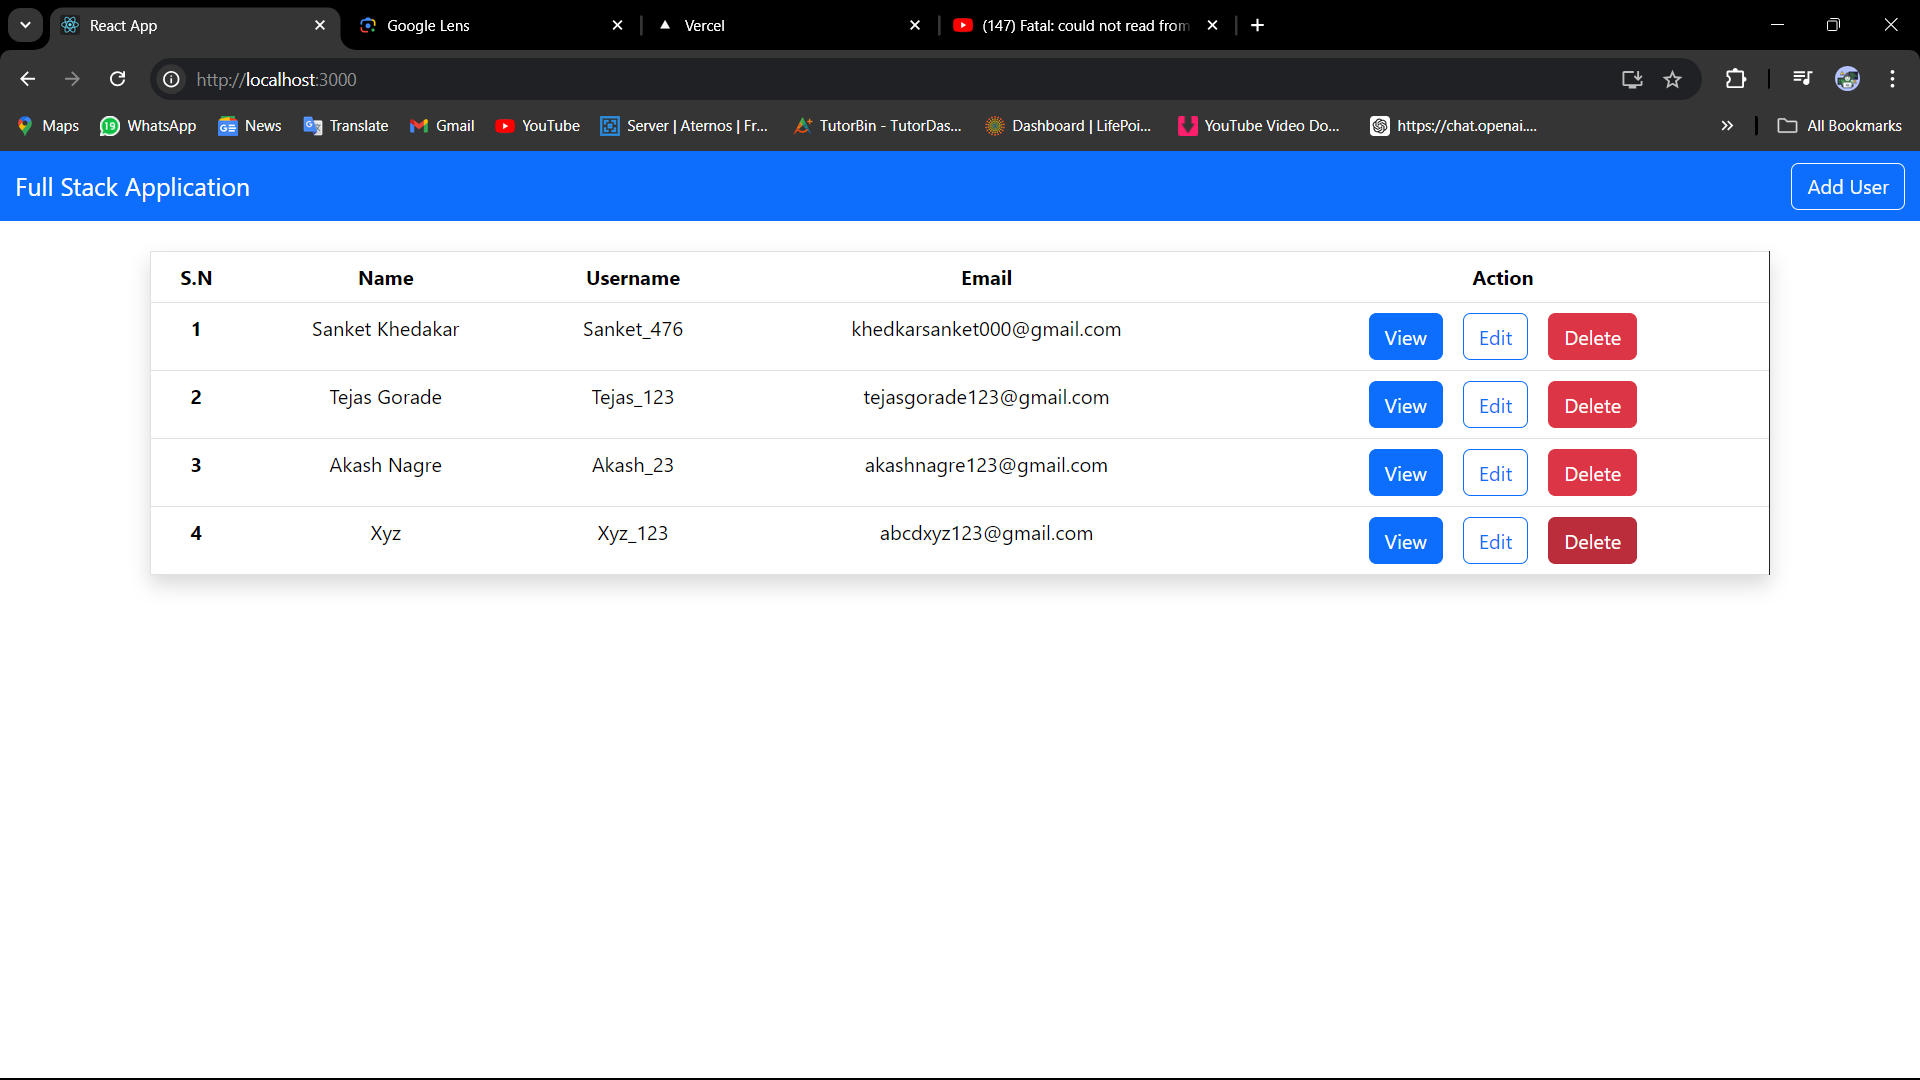 React App
Google Lens
Vercel
(147) Fatal: could not read from
http://localhost:3000
Maps
19 WhatsApp
News
Translate
Gmail
YouTube
Server | Aternos | Fr...
TutorBin - TutorDas...
Dashboard | LifePoi...
YouTube Video Do...
https://chat.openai....
All Bookmarks
Full Stack Application
Add User
S.N Name Username Email Action
1 Sanket Khedakar Sanket_476 khedkarsanket000@gmail.com View Edit Delete
2 Tejas Gorade Tejas_123 tejasgorade123@gmail.com View Edit Delete
3 Akash Nagre Akash_23 akashnagre123@gmail.com View Edit Delete
4 Xyz Xyz_123 abcdxyz123@gmail.com View Edit Delete